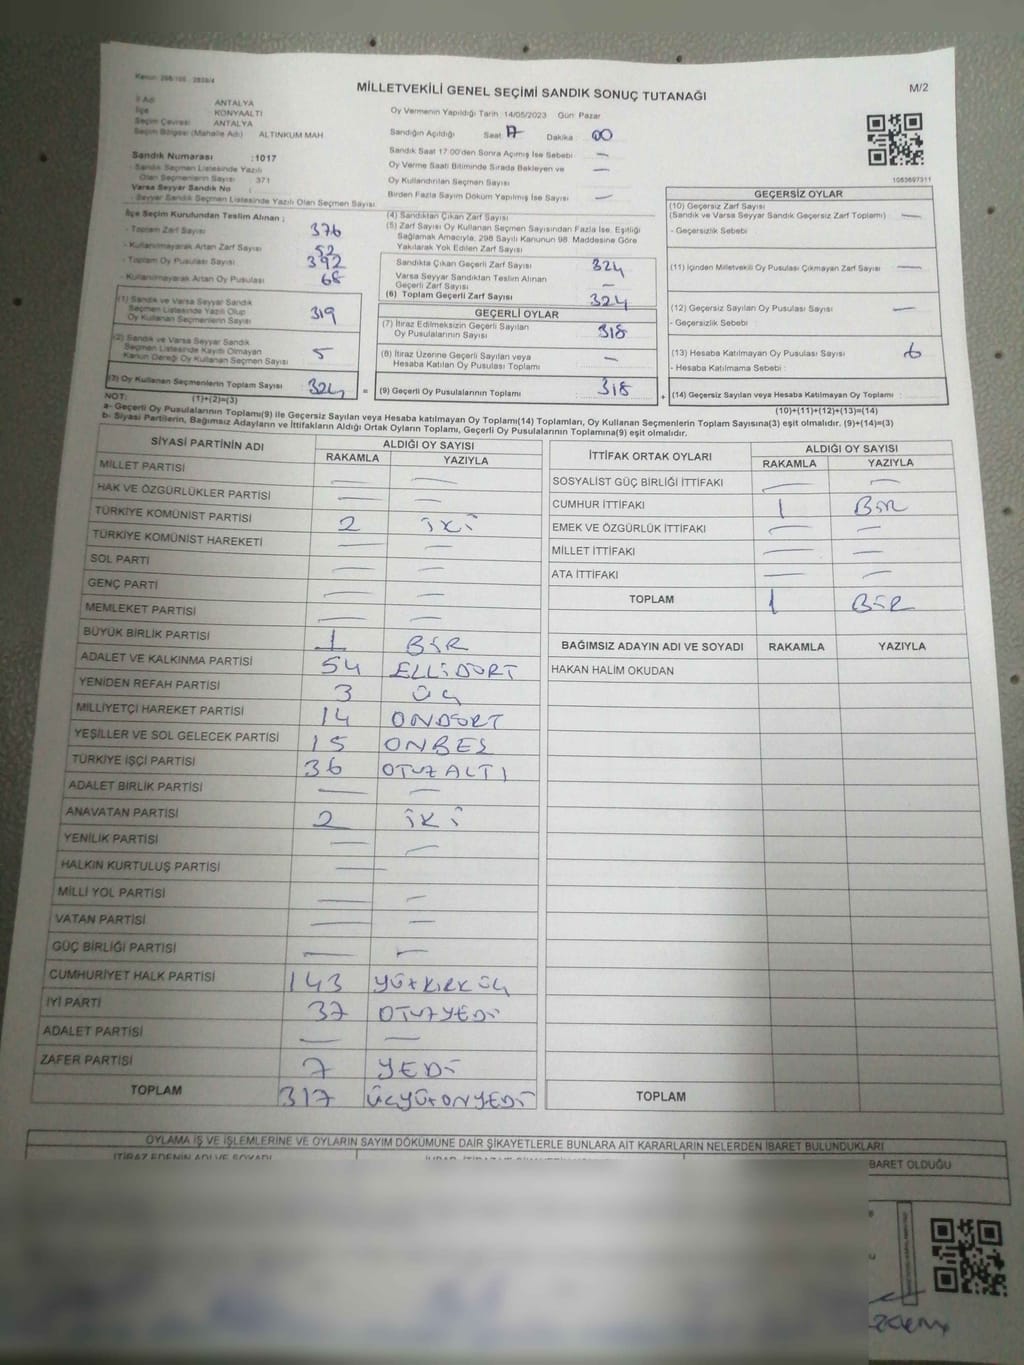 Kanun: 298/105 - 2839/4
MİLLETVEKİLİ GENEL SEÇİMİ SANDIK SONUÇ TUTANAĞI
M/2
İl Adı ANTALYA
İlçe KONYAALTI
Seçim Çevresi ANTALYA
Seçim Bölgesi (Mahalle Adı) ALTINKUM MAH
Sandık Numarası :1017
Sandık Seçmen Listesinde Yazılı
Olan Seçmenlerin Sayısı 371
Varsa Seyyar Sandık No :
Seyyar Sandık Seçmen Listesinde Yazılı Olan Seçmen Sayısı
Oy Vermenin Yapıldığı Tarih 14/05/2023 Gün Pazar
Sandığın Açıldığı Saat 17 Dakika 00
Sandık Saat 17.00'den Sonra Açımış İse Sebebi —
Oy Verme Saati Bitiminde Sırada Bekleyen ve
Oy Kullandırılan Seçmen Sayısı —
Birden Fazla Sayım Döküm Yapılmış İse Sayısı —
1053697311
İlçe Seçim Kurulundan Teslim Alınan ;
- Toplam Zarf Sayısı 376
- Kullanılmayarak Artan Zarf Sayısı 52
- Toplam Oy Pusulası Sayısı 392
- Kullanılmayarak Artan Oy Pusulası 68
(1) Sandık ve Varsa Seyyar Sandık
Seçmen Listesinde Yazılı Olup
Oy Kullanan Seçmenlerin Sayısı 319
(2) Sandık ve Varsa Seyyar Sandık
Seçmen Listesinde Kayıtlı Olmayan
Kanun Gereği Oy Kullanan Seçmen Sayısı 5
(3) Oy Kullanan Seçmenlerin Toplam Sayısı 324 =
(1)+(2)=(3)
(4) Sandıktan Çıkan Zarf Sayısı
(5) Zarf Sayısı Oy Kullanan Seçmen Sayısından Fazla İse, Eşitliği
Sağlamak Amacıyla, 298 Sayılı Kanunun 98. Maddesine Göre
Yakılarak Yok Edilen Zarf Sayısı
Sandıkta Çıkan Geçerli Zarf Sayısı 324
Varsa Seyyar Sandıktan Teslim Alınan
Geçerli Zarf Sayısı —
(6) Toplam Geçerli Zarf Sayısı 324
GEÇERLİ OYLAR
(7) İtiraz Edilmeksizin Geçerli Sayılan
Oy Pusulalarının Sayısı 318
(8) İtiraz Üzerine Geçerli Sayılan veya
Hesaba Katılan Oy Pusulaları Toplamı —
(9) Geçerli Oy Pusulalarının Toplamı 318 +
GEÇERSİZ OYLAR
(10) Geçersiz Zarf Sayısı
(Sandık ve Varsa Seyyar Sandık Geçersiz Zarf Toplamı) —
- Geçersizlik Sebebi
(11) İçinden Milletvekili Oy Pusulası Çıkmayan Zarf Sayısı —
(12) Geçersiz Sayılan Oy Pusulası Sayısı —
- Geçersizlik Sebebi :
(13) Hesaba Katılmayan Oy Pusulası Sayısı 6
- Hesaba Katılmama Sebebi :
(14) Geçersiz Sayılan veya Hesaba Katılmayan Oy Toplamı :
(10)+(11)+(12)+(13)=(14)
NOT:
a- Geçerli Oy Pusulalarının Toplamı(9) ile Geçersiz Sayılan veya Hesaba katılmayan Oy Toplamı(14) Toplamları, Oy Kullanan Seçmenlerin Toplam Sayısına(3) eşit olmalıdır. (9)+(14)=(3)
b- Siyasi Partilerin, Bağımsız Adayların ve İttifakların Aldığı Ortak Oyların Toplamı, Geçerli Oy Pusulalarının Toplamına(9) eşit olmalıdır.
SİYASİ PARTİNİN ADI ALDIĞI OY SAYISI
RAKAMLA YAZIYLA
MİLLET PARTİSİ — —
HAK VE ÖZGÜRLÜKLER PARTİSİ — —
TÜRKİYE KOMÜNİST PARTİSİ 2 İKİ
TÜRKİYE KOMÜNİST HAREKETİ — —
SOL PARTİ — —
GENÇ PARTİ — —
MEMLEKET PARTİSİ — —
BÜYÜK BİRLİK PARTİSİ 1 BİR
ADALET VE KALKINMA PARTİSİ 54 ELLİDÖRT
YENİDEN REFAH PARTİSİ 3 ÜÇ
MİLLİYETÇİ HAREKET PARTİSİ 14 ONDÖRT
YEŞİLLER VE SOL GELECEK PARTİSİ 15 ONBEŞ
TÜRKİYE İŞÇİ PARTİSİ 36 OTUZALTI
ADALET BİRLİK PARTİSİ — —
ANAVATAN PARTİSİ 2 İKİ
YENİLİK PARTİSİ — —
HALKIN KURTULUŞ PARTİSİ —
MİLLİ YOL PARTİSİ — —
VATAN PARTİSİ — —
GÜÇ BİRLİĞİ PARTİSİ — —
CUMHURİYET HALK PARTİSİ 143 YÜZKIRKÜÇ
İYİ PARTİ 37 OTUZYEDİ
ADALET PARTİSİ — —
ZAFER PARTİSİ 7 YEDİ
TOPLAM 317 ÜÇYÜZONYEDİ
İTTİFAK ORTAK OYLARI ALDIĞI OY SAYISI
RAKAMLA YAZIYLA
SOSYALİST GÜÇ BİRLİĞİ İTTİFAKI — —
CUMHUR İTTİFAKI 1 BİR
EMEK VE ÖZGÜRLÜK İTTİFAKI — —
MİLLET İTTİFAKI — —
ATA İTTİFAKI — —
TOPLAM 1 BİR
BAĞIMSIZ ADAYIN ADI VE SOYADI RAKAMLA YAZIYLA
HAKAN HALİM OKUDAN
TOPLAM
OYLAMA İŞ VE İŞLEMLERİNE VE OYLARIN SAYIM DÖKÜMÜNE DAİR ŞİKAYETLERLE BUNLARA AİT KARARLARIN NELERDEN İBARET BULUNDUKLARI
İTİRAZ EDENİN ADI VE SOYADI
BARET OLDUĞU